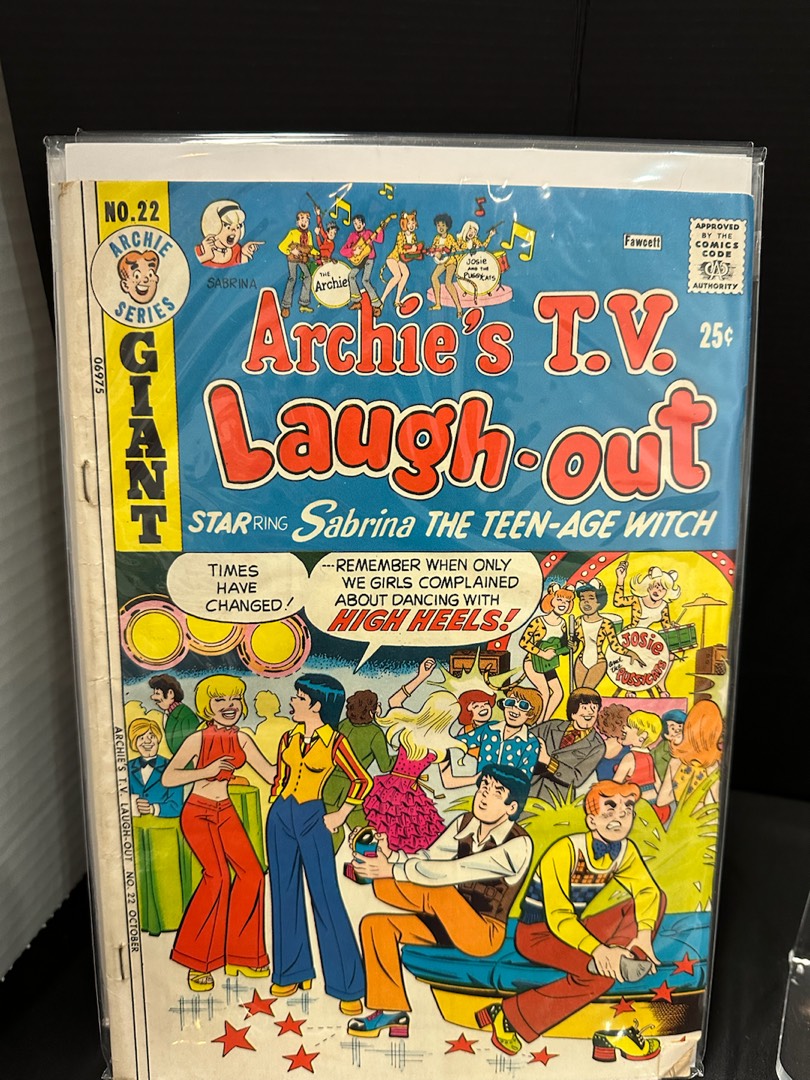 NO.22
ARCHIE
SERIES
GIANT
06975
SABRINA
THE
Archie
JOSIE
AND THE
PUSSYCATS
Fawcett
APPROVED
BY THE
COMICS
CODE
AUTHORITY
25¢
Archie's T.V.
Laugh-out
STARRING Sabrina THE TEEN-AGE WITCH
TIMES
HAVE
CHANGED!
---REMEMBER WHEN ONLY
WE GIRLS COMPLAINED
ABOUT DANCING WITH
HIGH HEELS!
JOSIE
AND THE
PUSSYCATS
ARCHIE'S T.V. LAUGH-OUT NO. 22 OCTOBER